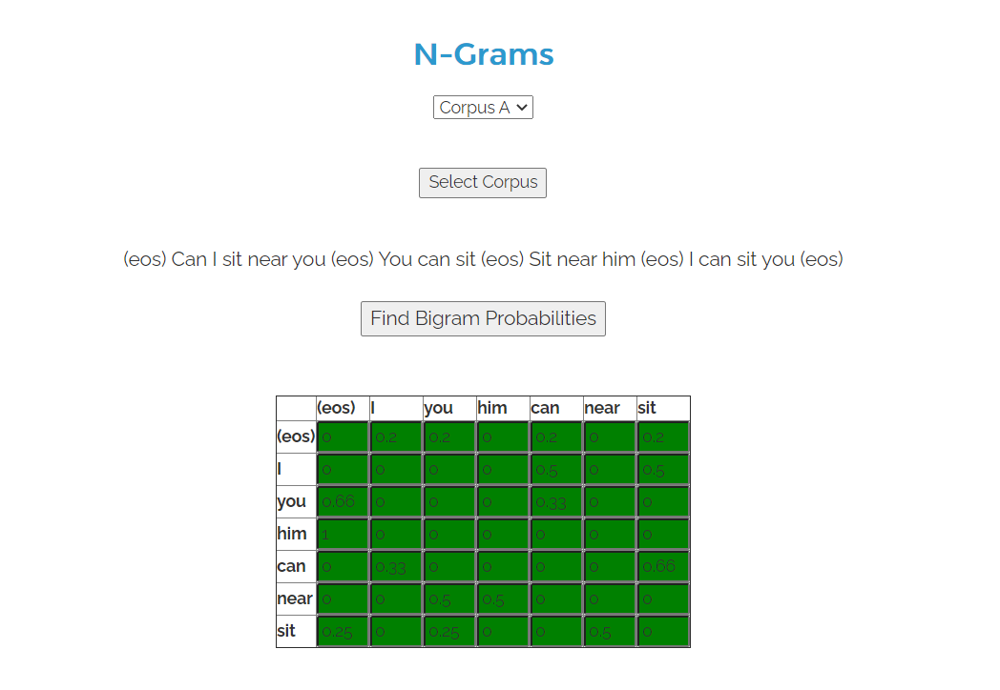 N-Grams
Corpus A
Select Corpus
(eos) Can I sit near you (eos) You can sit (eos) Sit near him (eos) I can sit you (eos)
Find Bigram Probabilities
(eos) I you him can near sit
(eos) 0 0.2 0.2 0 0.2 0 0.2
I 0 0 0 0 0.5 0 0.5
you 0.66 0 0 0 0.33 0 0
him 1 0 0 0 0 0 0
can 0 0.33 0 0 0 0 0.66
near 0 0 0.5 0.5 0 0 0
sit 0.25 0 0.25 0 0 0.5 0